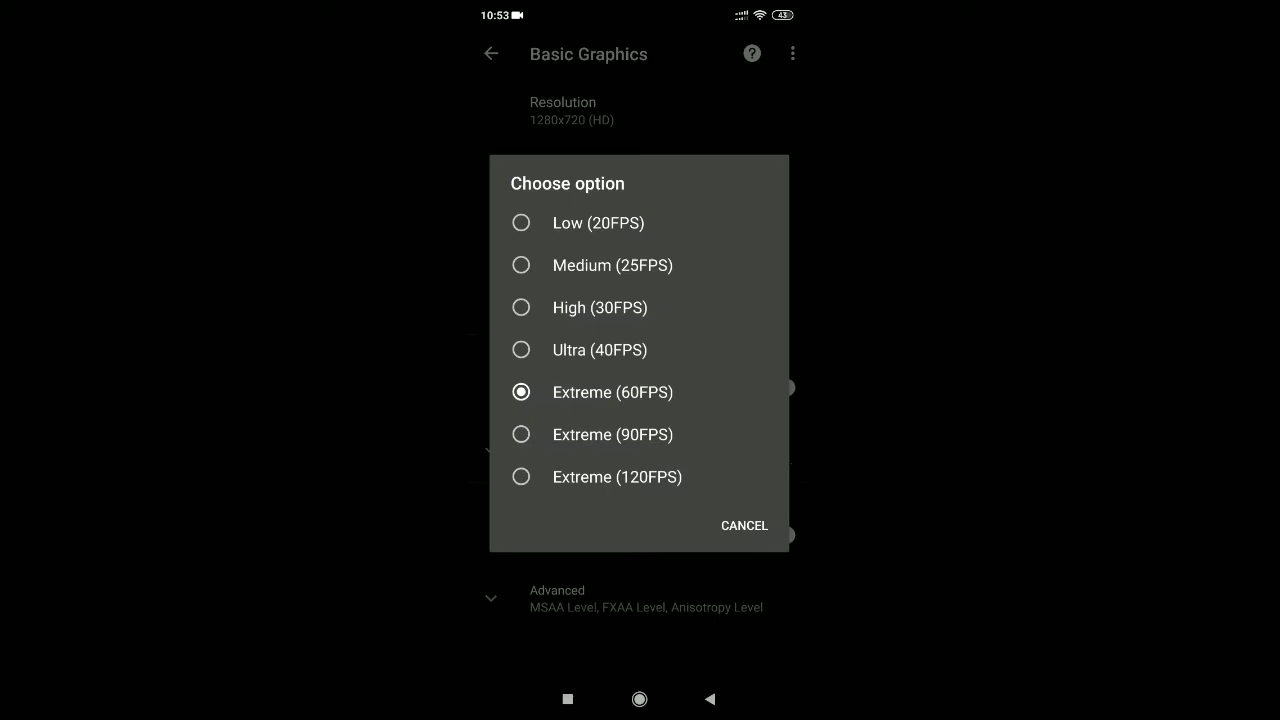 10:53
43
Basic Graphics
Resolution
1280x720 (HD)
Choose option
Low (20FPS)
Medium (25FPS)
High (30FPS)
Ultra (40FPS)
Extreme (60FPS)
Extreme (90FPS)
Extreme (120FPS)
CANCEL
Advanced
MSAA Level, FXAA Level, Anisotropy Level